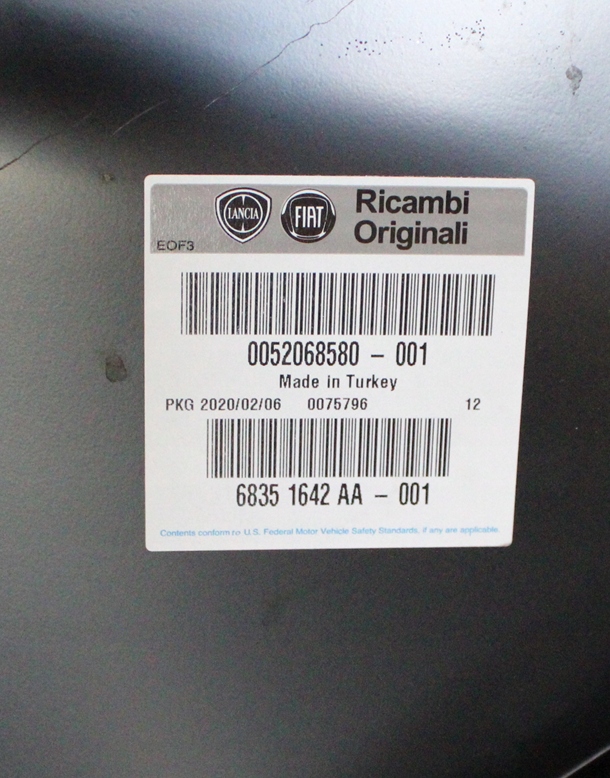 LANCIA FIAT Ricambi
Originali
EOF3
0052068580 - 001
Made in Turkey
PKG 2020/02/06 0075796 12
6835 1642 AA - 001
Contents conform to U.S. Federal Motor Vehicle Safety Standards, if any are applicable.